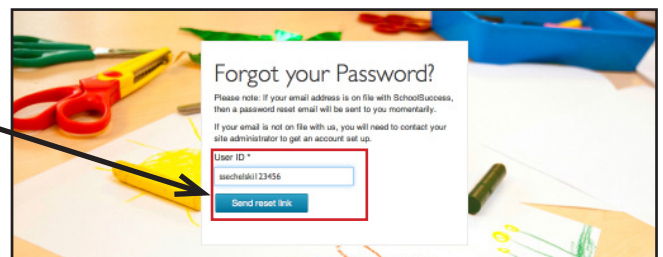 Forgot your Password?
Please note: If your email address is on file with SchoolSuccess,
then a password reset email will be sent to you momentarily.
If your email is not on file with us, you will need to contact your
site administrator to get an account set up.
User ID *
ssechelski123456
Send reset link